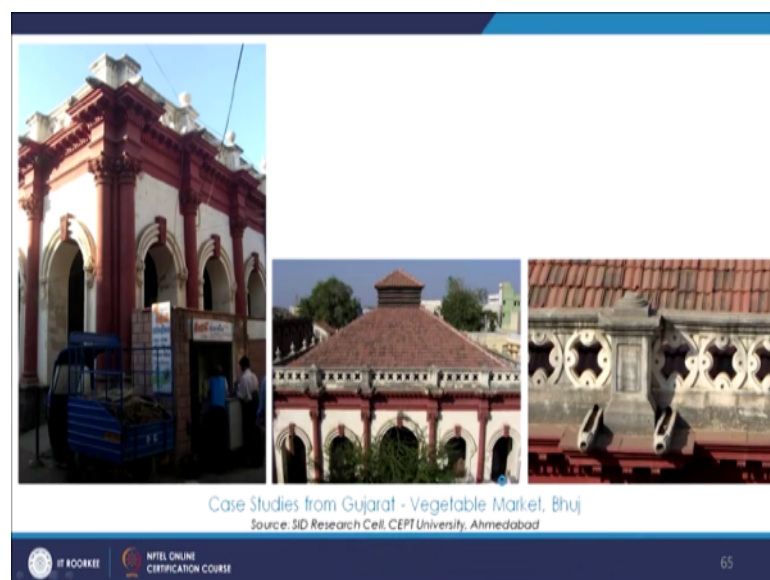 Case Studies from Gujarat - Vegetable Market, Bhuj
Source: SID Research Cell, CEPT University, Ahmedabad
IIT ROORKEE
NPTEL ONLINE
CERTIFICATION COURSE
65